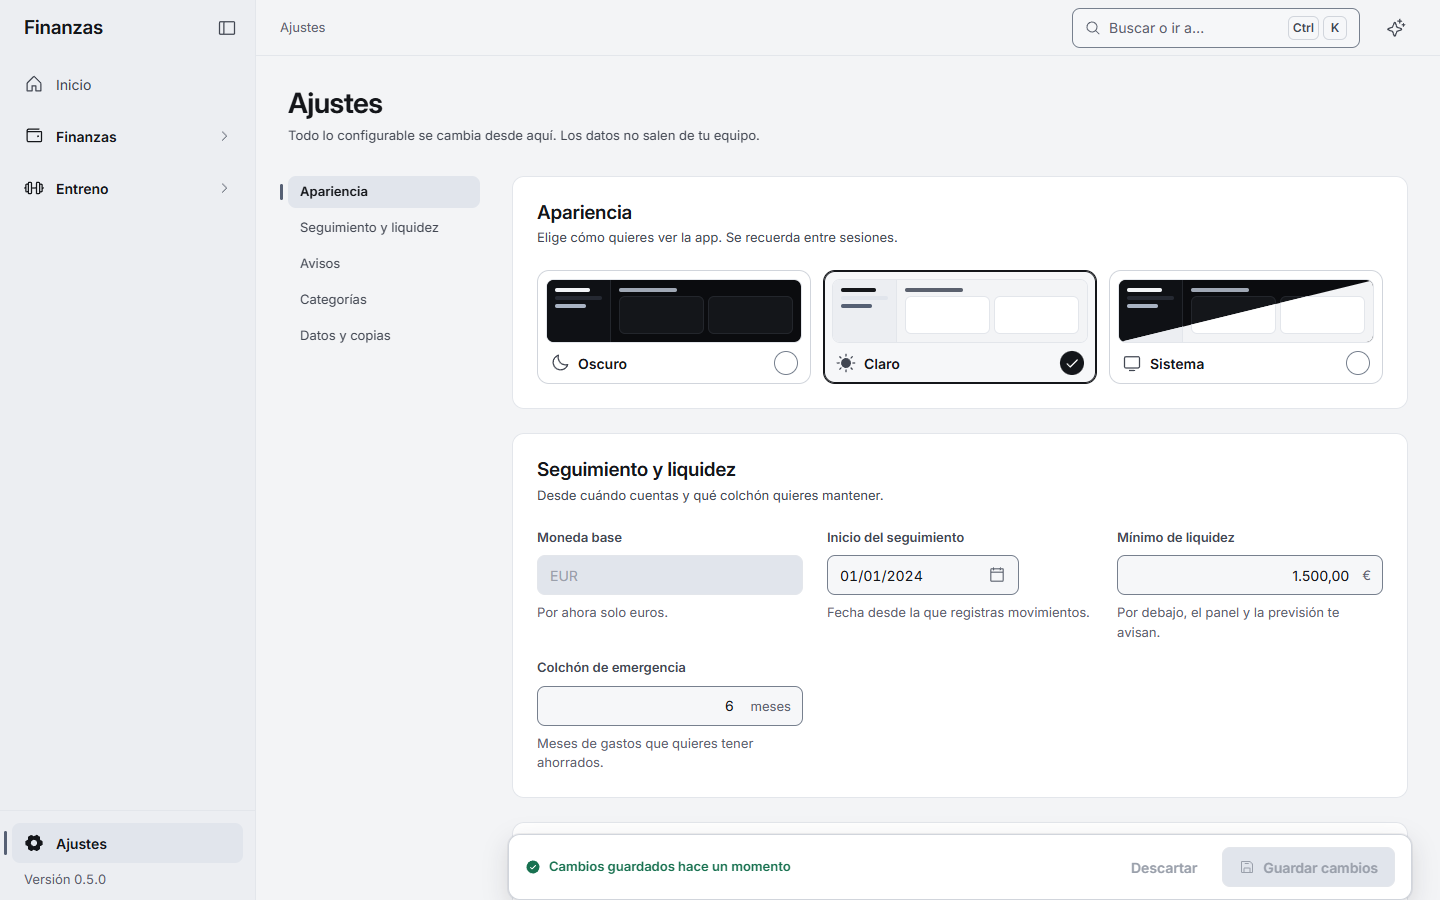 Finanzas
Ajustes
Buscar o ir a...
Ctrl
K
Inicio
Finanzas
Entreno
Ajustes
Todo lo configurable se cambia desde aquí. Los datos no salen de tu equipo.
Apariencia
Seguimiento y liquidez
Avisos
Categorías
Datos y copias
Apariencia
Elige cómo quieres ver la app. Se recuerda entre sesiones.
Oscuro
Claro
Sistema
Seguimiento y liquidez
Desde cuándo cuentas y qué colchón quieres mantener.
Moneda base
EUR
Por ahora solo euros.
Inicio del seguimiento
01/01/2024
Fecha desde la que registras movimientos.
Mínimo de liquidez
1.500,00 €
Por debajo, el panel y la previsión te
avisan.
Colchón de emergencia
6 meses
Meses de gastos que quieres tener
ahorrados.
Cambios guardados hace un momento
Descartar
Guardar cambios
Ajustes
Versión 0.5.0